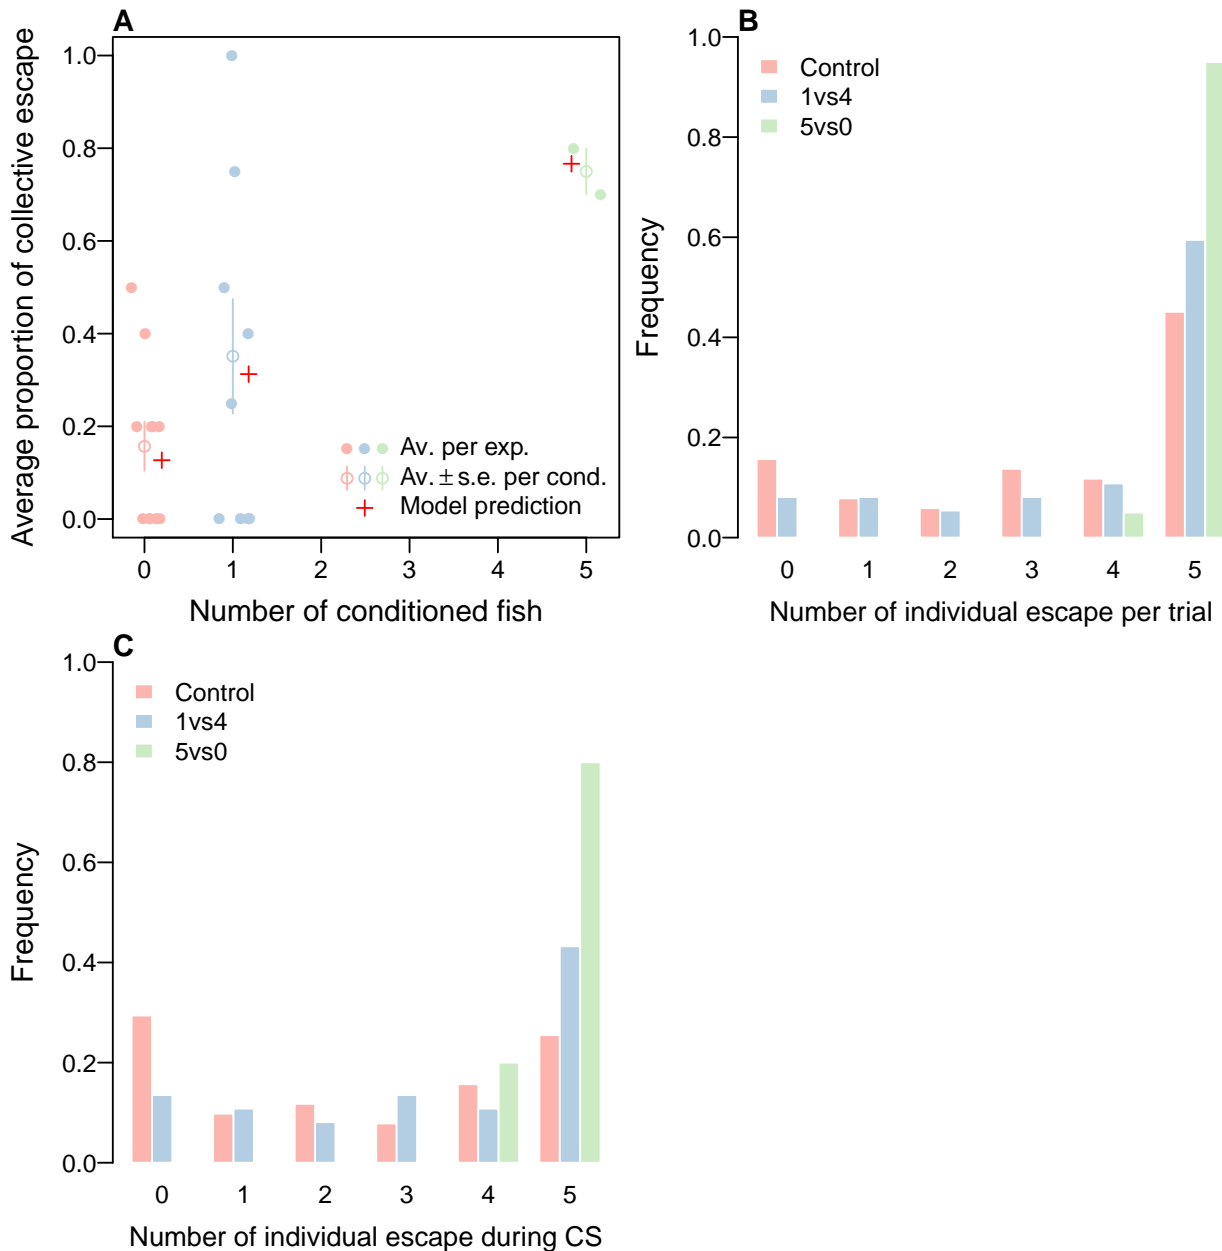 A
Average proportion of collective escape
1.0
0.8
0.6
0.4
0.2
0.0
Av. per exp.
Av. ± s.e. per cond.
Model prediction
0 1 2 3 4 5
Number of conditioned fish
B
Frequency
1.0
0.8
0.6
0.4
0.2
0.0
Control
1vs4
5vs0
0 1 2 3 4 5
Number of individual escape per trial
C
Frequency
1.0
0.8
0.6
0.4
0.2
0.0
Control
1vs4
5vs0
0 1 2 3 4 5
Number of individual escape during CS